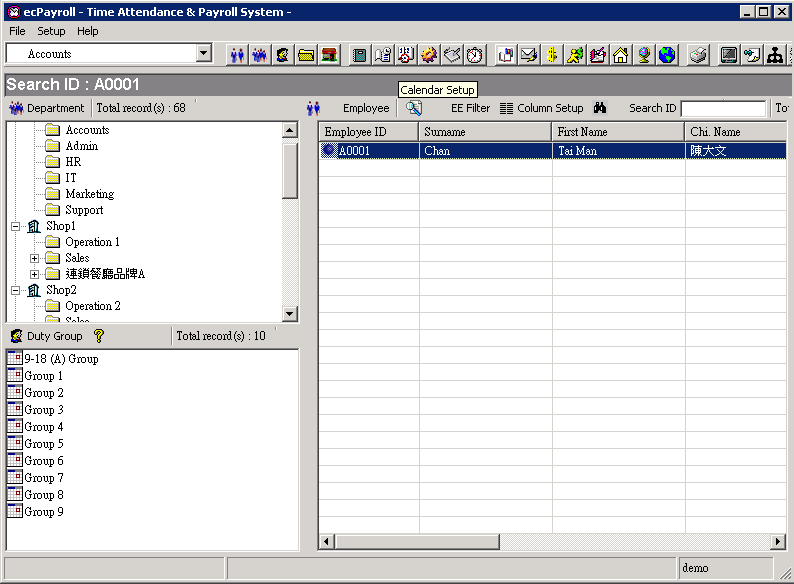 ecPayroll - Time Attendance & Payroll System -
File Setup Help
Accounts
Search ID : A0001
Calendar Setup
Department Total record(s) : 68
Employee EE Filter Column Setup Search ID To
Accounts
Admin
HR
IT
Marketing
Support
Shop1
Operation 1
Sales
連鎖餐廳品牌A
Shop2
Operation 2
Sales
Employee ID Surname First Name Chi. Name
A0001 Chan Tai Man 陳大文
Duty Group Total record(s) : 10
9-18 (A) Group
Group 1
Group 2
Group 3
Group 4
Group 5
Group 6
Group 7
Group 8
Group 9
demo